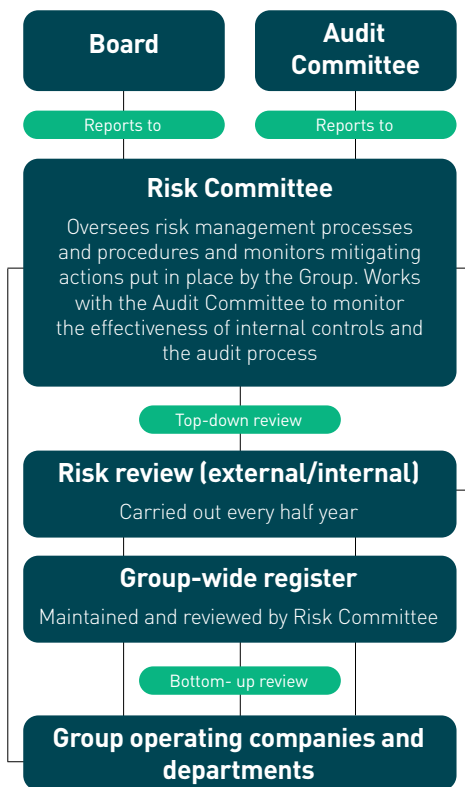 Board
Audit
Committee
Reports to
Reports to
Risk Committee
Oversees risk management processes
and procedures and monitors mitigating
actions put in place by the Group. Works
with the Audit Committee to monitor
the effectiveness of internal controls and
the audit process
Top-down review
Risk review (external/internal)
Carried out every half year
Group-wide register
Maintained and reviewed by Risk Committee
Bottom- up review
Group operating companies and
departments